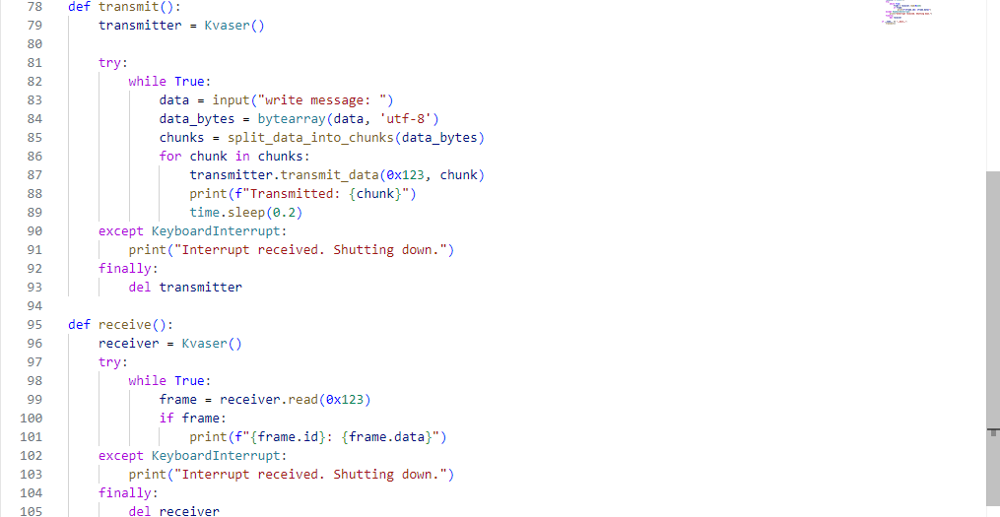 78 def transmit():
79     transmitter = Kvaser()
80
81     try:
82         while True:
83             data = input("write message: ")
84             data_bytes = bytearray(data, 'utf-8')
85             chunks = split_data_into_chunks(data_bytes)
86             for chunk in chunks:
87                 transmitter.transmit_data(0x123, chunk)
88                 print(f"Transmitted: {chunk}")
89                 time.sleep(0.2)
90     except KeyboardInterrupt:
91         print("Interrupt received. Shutting down.")
92     finally:
93         del transmitter
94
95 def receive():
96     receiver = Kvaser()
97     try:
98         while True:
99             frame = receiver.read(0x123)
100             if frame:
101                 print(f"{frame.id}: {frame.data}")
102     except KeyboardInterrupt:
103         print("Interrupt received. Shutting down.")
104     finally:
105         del receiver